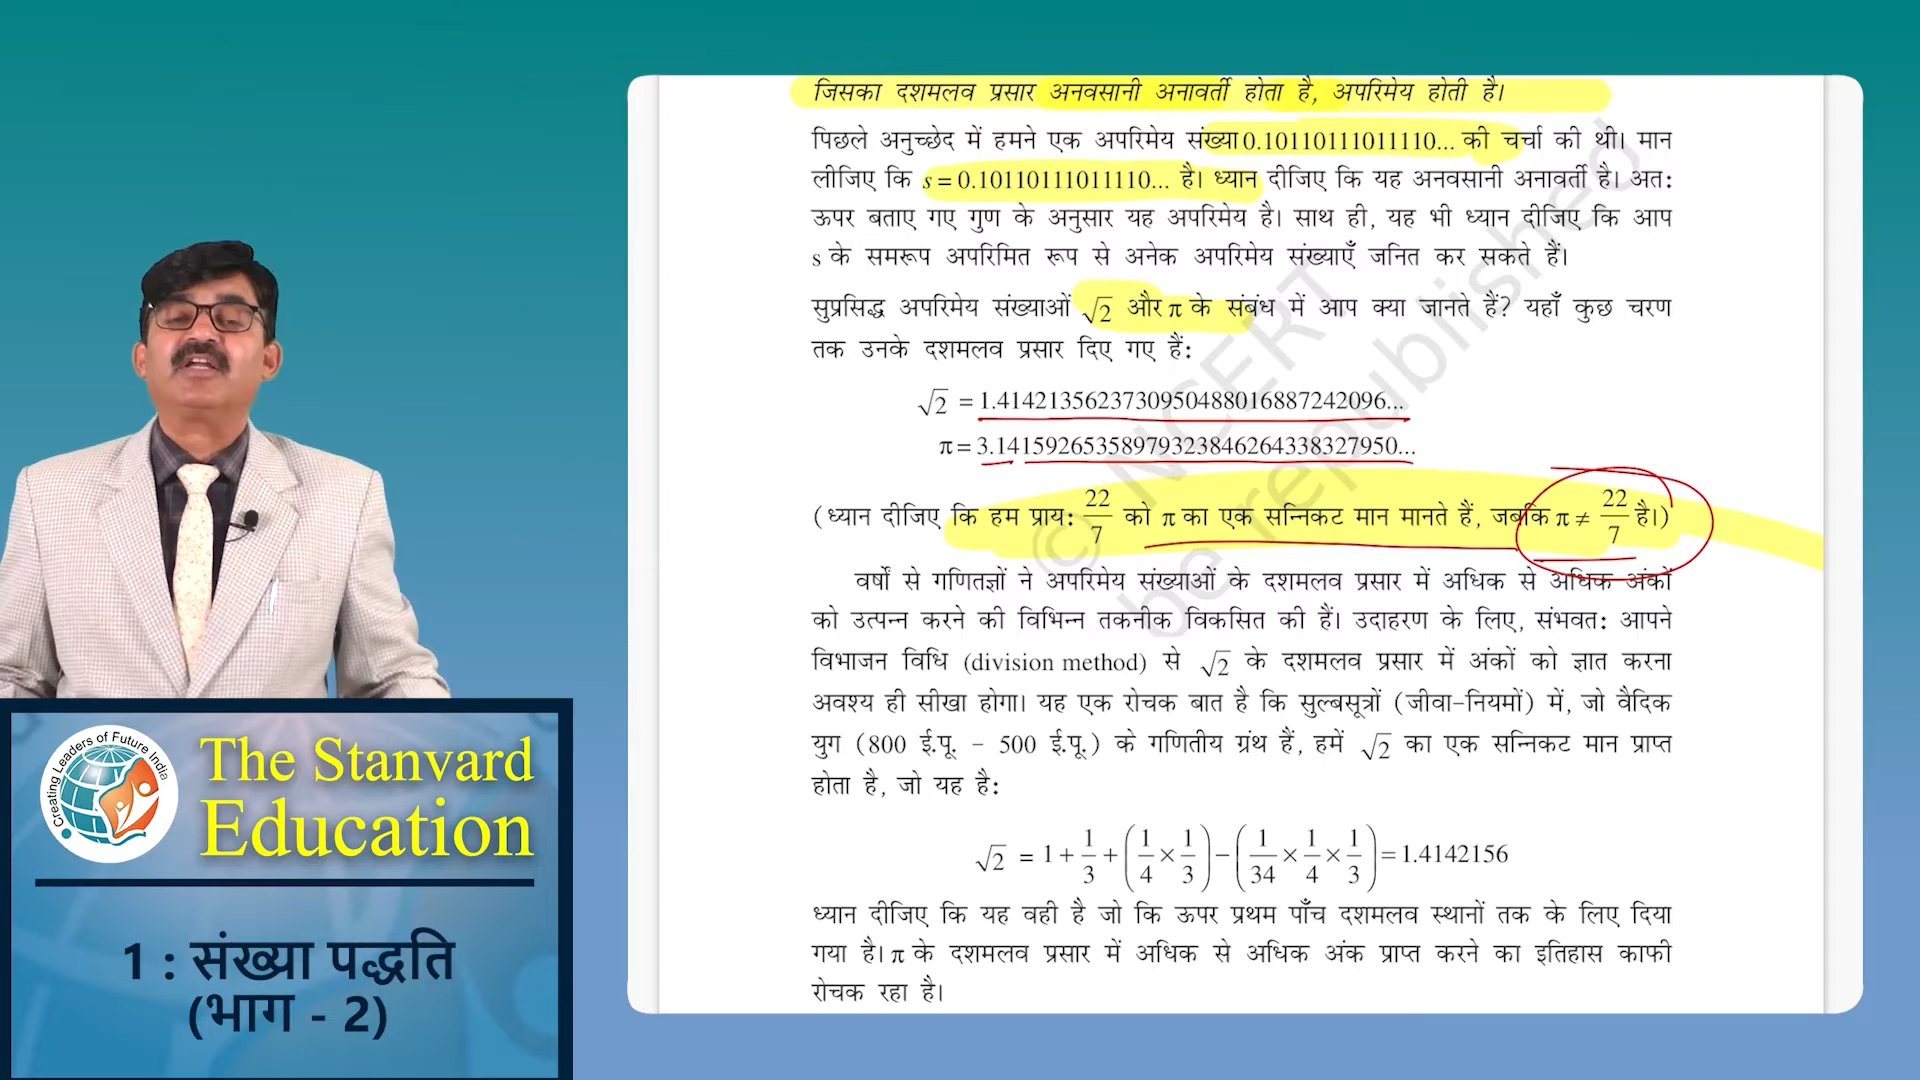 जिसका दशमलव प्रसार अनवसानी अनावर्ती होता है, अपरिमेय होती है।
पिछले अनुच्छेद में हमने एक अपरिमेय संख्या 0.10110111011110... की चर्चा की थी। मान
लीजिए कि s = 0.10110111011110... है। ध्यान दीजिए कि यह अनवसानी अनावर्ती है। अत:
ऊपर बताए गए गुण के अनुसार यह अपरिमेय है। साथ ही, यह भी ध्यान दीजिए कि आप
s के समरूप अपरिमित रूप से अनेक अपरिमेय संख्याएँ जनित कर सकते हैं।
सुप्रसिद्ध अपरिमेय संख्याओं √2 और π के संबंध में आप क्या जानते हैं? यहाँ कुछ चरण
तक उनके दशमलव प्रसार दिए गए हैं:
√2 = 1.4142135623730950488016887242096...
π = 3.14159265358979323846264338327950...
(ध्यान दीजिए कि हम प्राय: 22/7 को π का एक सन्निकट मान मानते हैं, जबकि π ≠ 22/7 है।)
वर्षों से गणितज्ञों ने अपरिमेय संख्याओं के दशमलव प्रसार में अधिक से अधिक अंकों
को उत्पन्न करने की विभिन्न तकनीक विकसित की हैं। उदाहरण के लिए, संभवत: आपने
विभाजन विधि (division method) से √2 के दशमलव प्रसार में अंकों को ज्ञात करना
अवश्य ही सीखा होगा। यह एक रोचक बात है कि सुल्बसूत्रों (जीवा-नियमों) में, जो वैदिक
युग (800 ई.पू. - 500 ई.पू.) के गणितीय ग्रंथ हैं, हमें √2 का एक सन्निकट मान प्राप्त
होता है, जो यह है:
√2 = 1 + 1/3 + (1/4 × 1/3) − (1/34 × 1/4 × 1/3) = 1.4142156
ध्यान दीजिए कि यह वही है जो कि ऊपर प्रथम पाँच दशमलव स्थानों तक के लिए दिया
गया है। π के दशमलव प्रसार में अधिक से अधिक अंक प्राप्त करने का इतिहास काफी
रोचक रहा है।
© NCERT
be republished
Creating Leaders of Future India
The Stanvard
Education
1 : संख्या पद्धति
(भाग - 2)